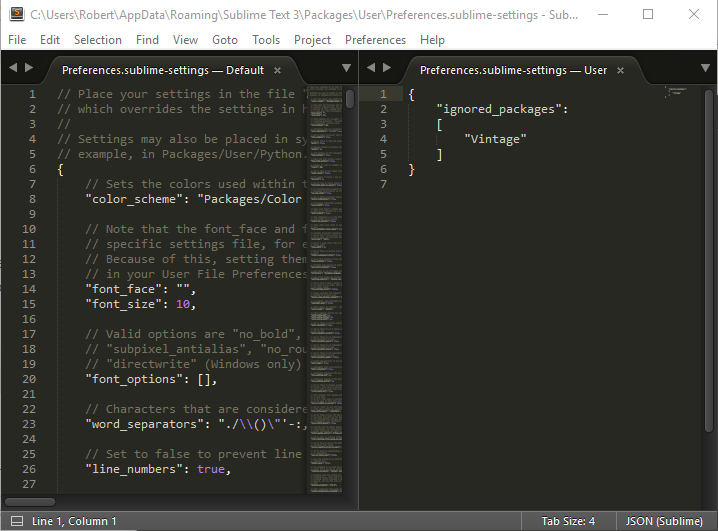 C:\Users\Robert\AppData\Roaming\Sublime Text 3\Packages\User\Preferences.sublime-settings - Sub...
File Edit Selection Find View Goto Tools Project Preferences Help
Preferences.sublime-settings — Default ×
1 // Place your settings in the file "
2 // which overrides the settings in
3 //
4 // Settings may also be placed in sy
5 // example, in Packages/User/Python.
6 {
7 // Sets the colors used within
8 "color_scheme": "Packages/Color
9
10 // Note that the font_face and
11 // specific settings file, for
12 // Because of this, setting them
13 // in your User File Preferences
14 "font_face": "",
15 "font_size": 10,
16
17 // Valid options are "no_bold",
18 // "subpixel_antialias", "no_rou
19 // "directwrite" (Windows only)
20 "font_options": [],
21
22 // Characters that are considere
23 "word_separators": "./\\()\"'-:,
24
25 // Set to false to prevent line
26 "line_numbers": true,
27
Preferences.sublime-settings — User ×
1 {
2 "ignored_packages":
3 [
4 "Vintage"
5 ]
6 }
7
Line 1, Column 1
Tab Size: 4
JSON (Sublime)